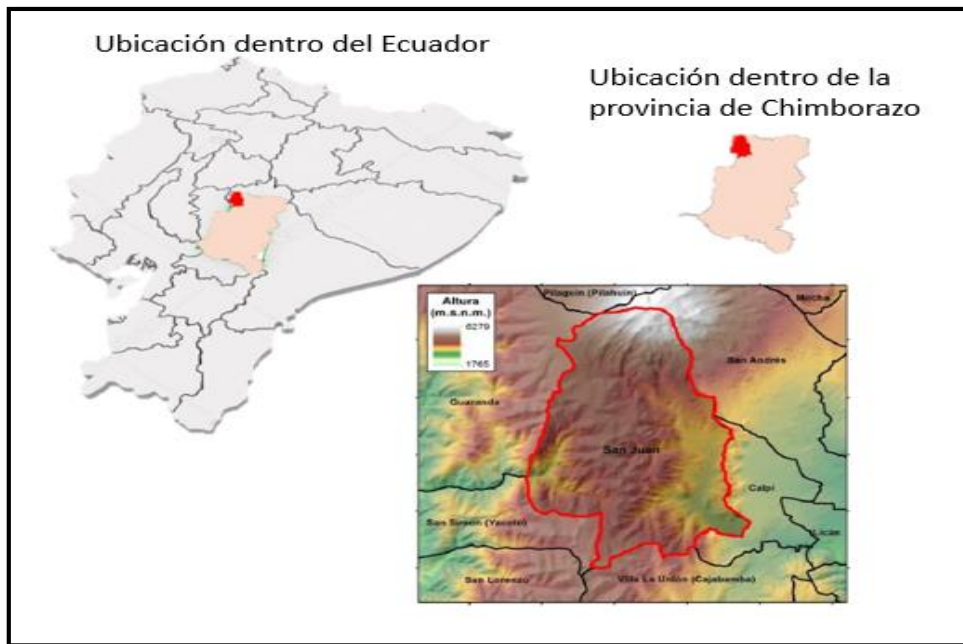 Ubicación dentro del Ecuador
Ubicación dentro de la
provincia de Chimborazo
Altura
(m.s.n.m.)
6279
1765
Pilaguin (Pilahuin)
Mocha
San Andrés
Guaranda
San Juan
Calpi
San Simón (Yacoto)
Licán
San Lorenzo
Villa La Unión (Cajabamba)